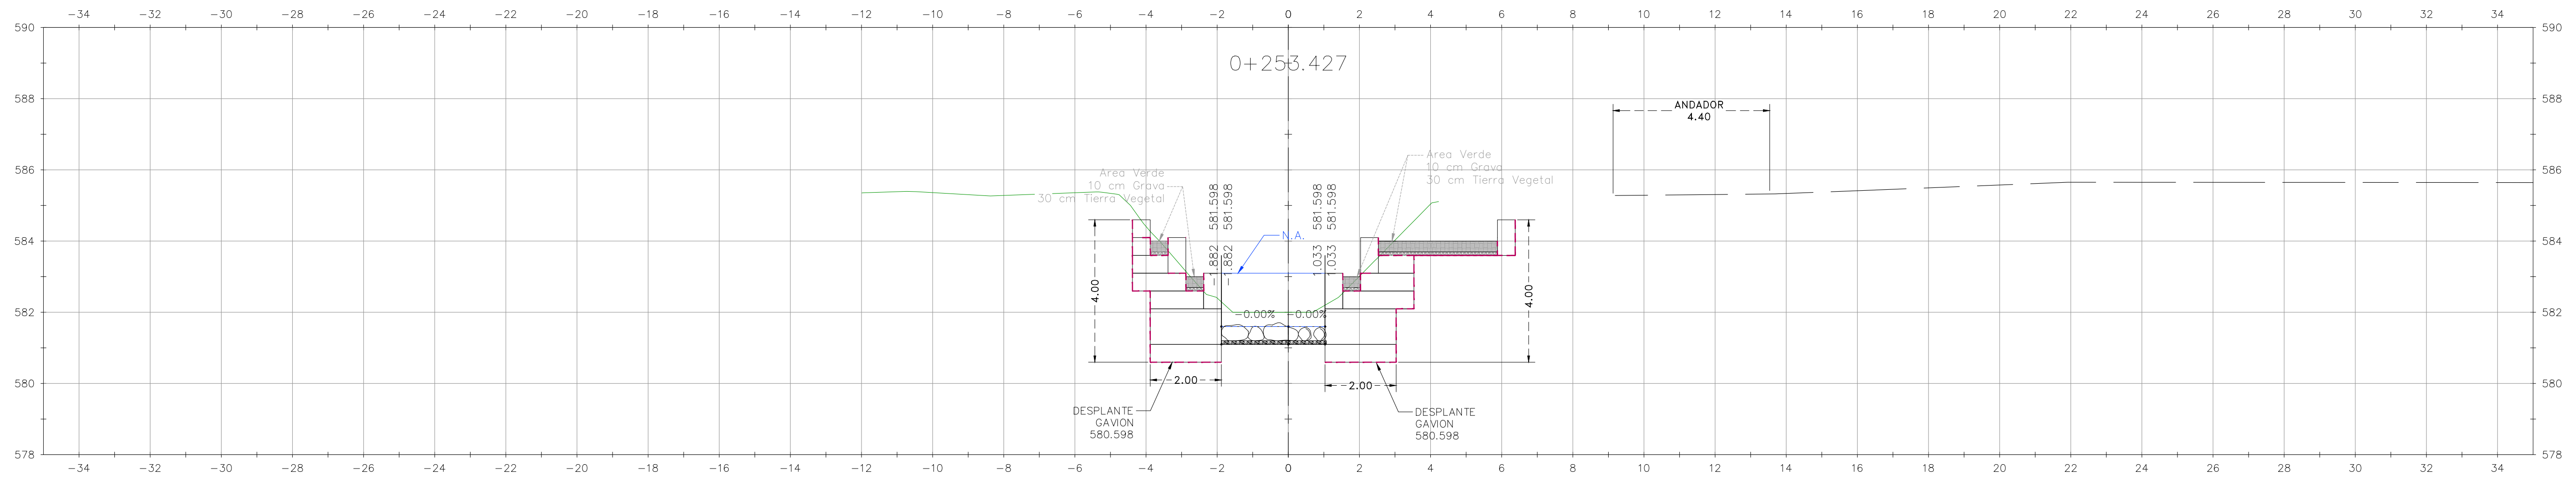 -34 -32 -30 -28 -26 -24 -22 -20 -18 -16 -14 -12 -10 -8 -6 -4 -2 0 2 4 6 8 10 12 14 16 18 20 22 24 26 28 30 32 34
590 590
0+253.427
588 588
ANDADOR
4.40
586 586
Area Verde
10 cm Grava
30 cm Tierra Vegetal
Area Verde
10 cm Grava
30 cm Tierra Vegetal
-1.882 581.598
-1.882 581.598
1.033 581.598
1.033 581.598
N.A.
584 584
4.00
4.00
582 582
-0.00% -0.00%
580 580
2.00
2.00
DESPLANTE
GAVION
580.598
DESPLANTE
GAVION
580.598
578 578
-34 -32 -30 -28 -26 -24 -22 -20 -18 -16 -14 -12 -10 -8 -6 -4 -2 0 2 4 6 8 10 12 14 16 18 20 22 24 26 28 30 32 34